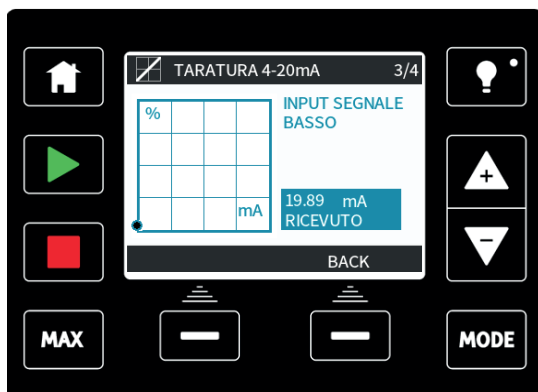 TARATURA 4-20mA 3/4
%
INPUT SEGNALE
BASSO
mA
19.89 mA
RICEVUTO
BACK
+
−
MAX
MODE